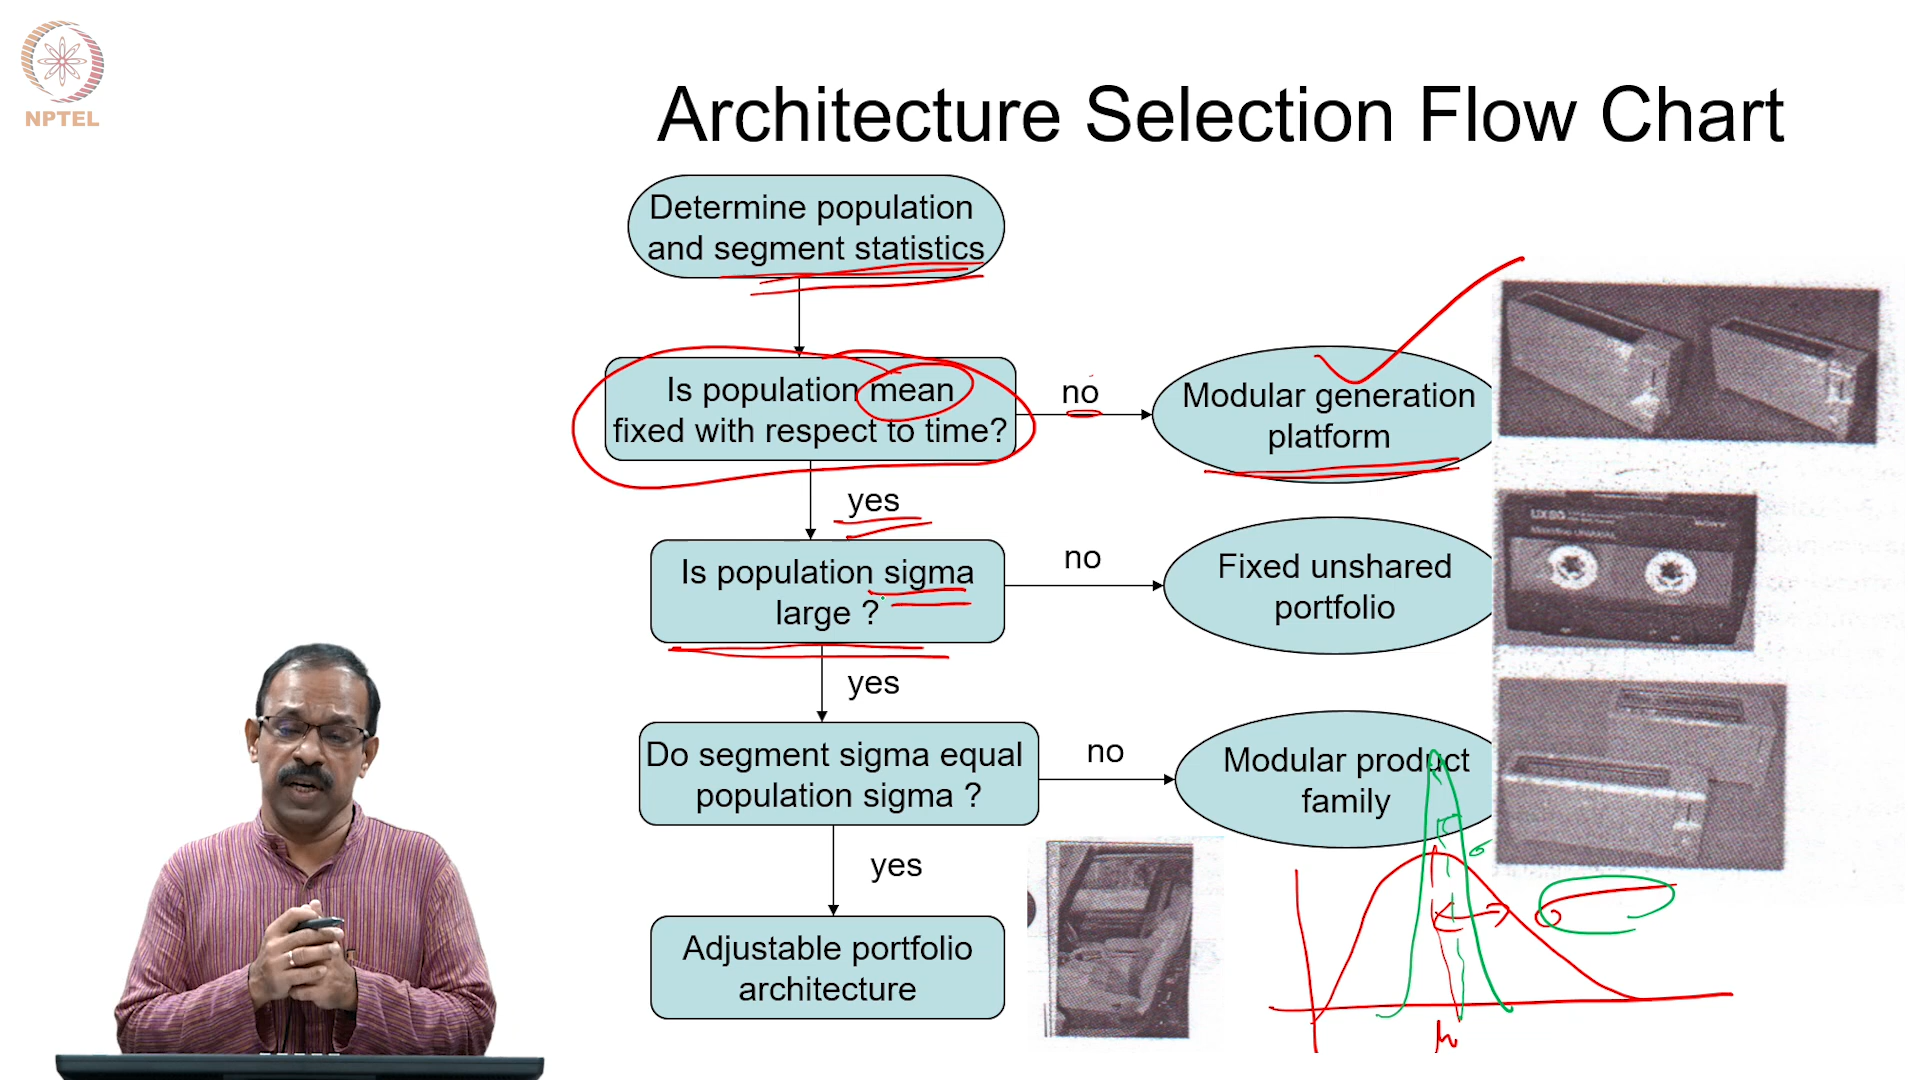 NPTEL
Architecture Selection Flow Chart
Determine population
and segment statistics
Is population mean
fixed with respect to time?
no
Modular generation
platform
yes
Is population sigma
large ?
no
Fixed unshared
portfolio
UX90
yes
Do segment sigma equal
population sigma ?
no
Modular product
family
σ
yes
Adjustable portfolio
architecture